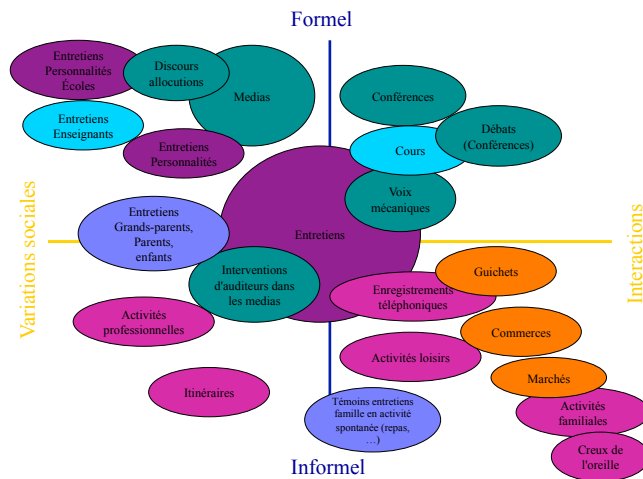 Formel
Entretiens
Personnalités
Écoles
Discours
allocutions
Medias
Conférences
Entretiens
Enseignants
Débats
(Conférences)
Entretiens
Personnalités
Cours
Voix
mécaniques
Variations sociales
Entretiens
Grands-parents,
Parents,
enfants
Entretiens
Interactions
Interventions
d'auditeurs dans
les medias
Guichets
Enregistrements
téléphoniques
Activités
professionnelles
Commerces
Activités loisirs
Itinéraires
Marchés
Témoins entretiens
famille en activité
spontanée (repas,
…)
Activités
familiales
Creux de
l'oreille
Informel